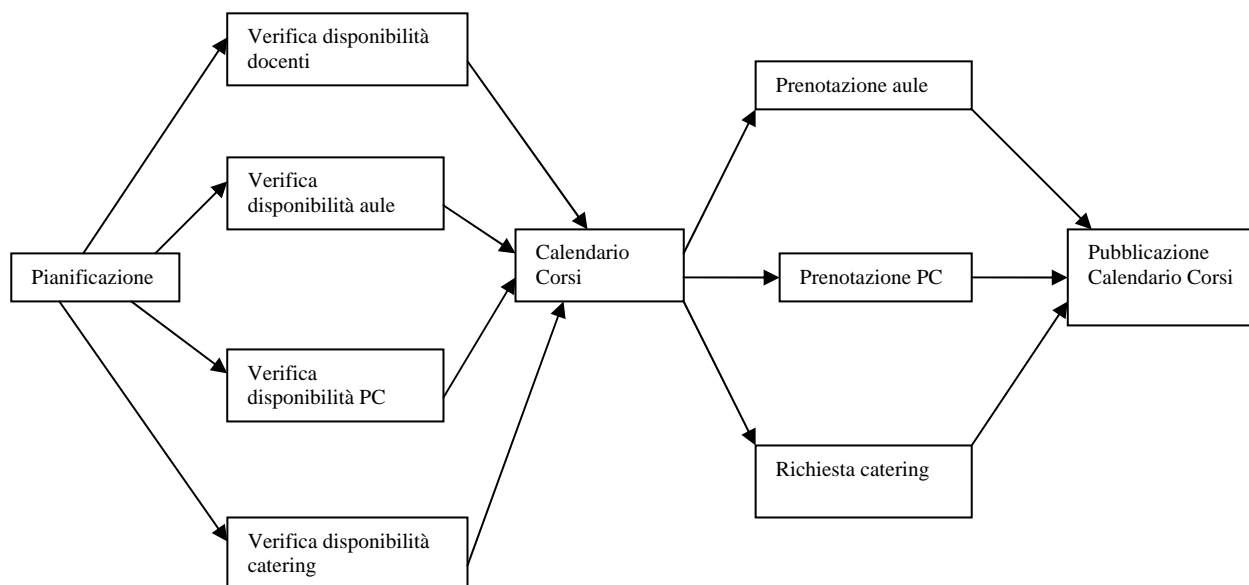 Verifica disponibilità
docenti
Verifica
disponibilità aule
Pianificazione
Verifica
disponibilità PC
Verifica disponibilità
catering
Calendario
Corsi
Prenotazione aule
Prenotazione PC
Richiesta catering
Pubblicazione
Calendario Corsi